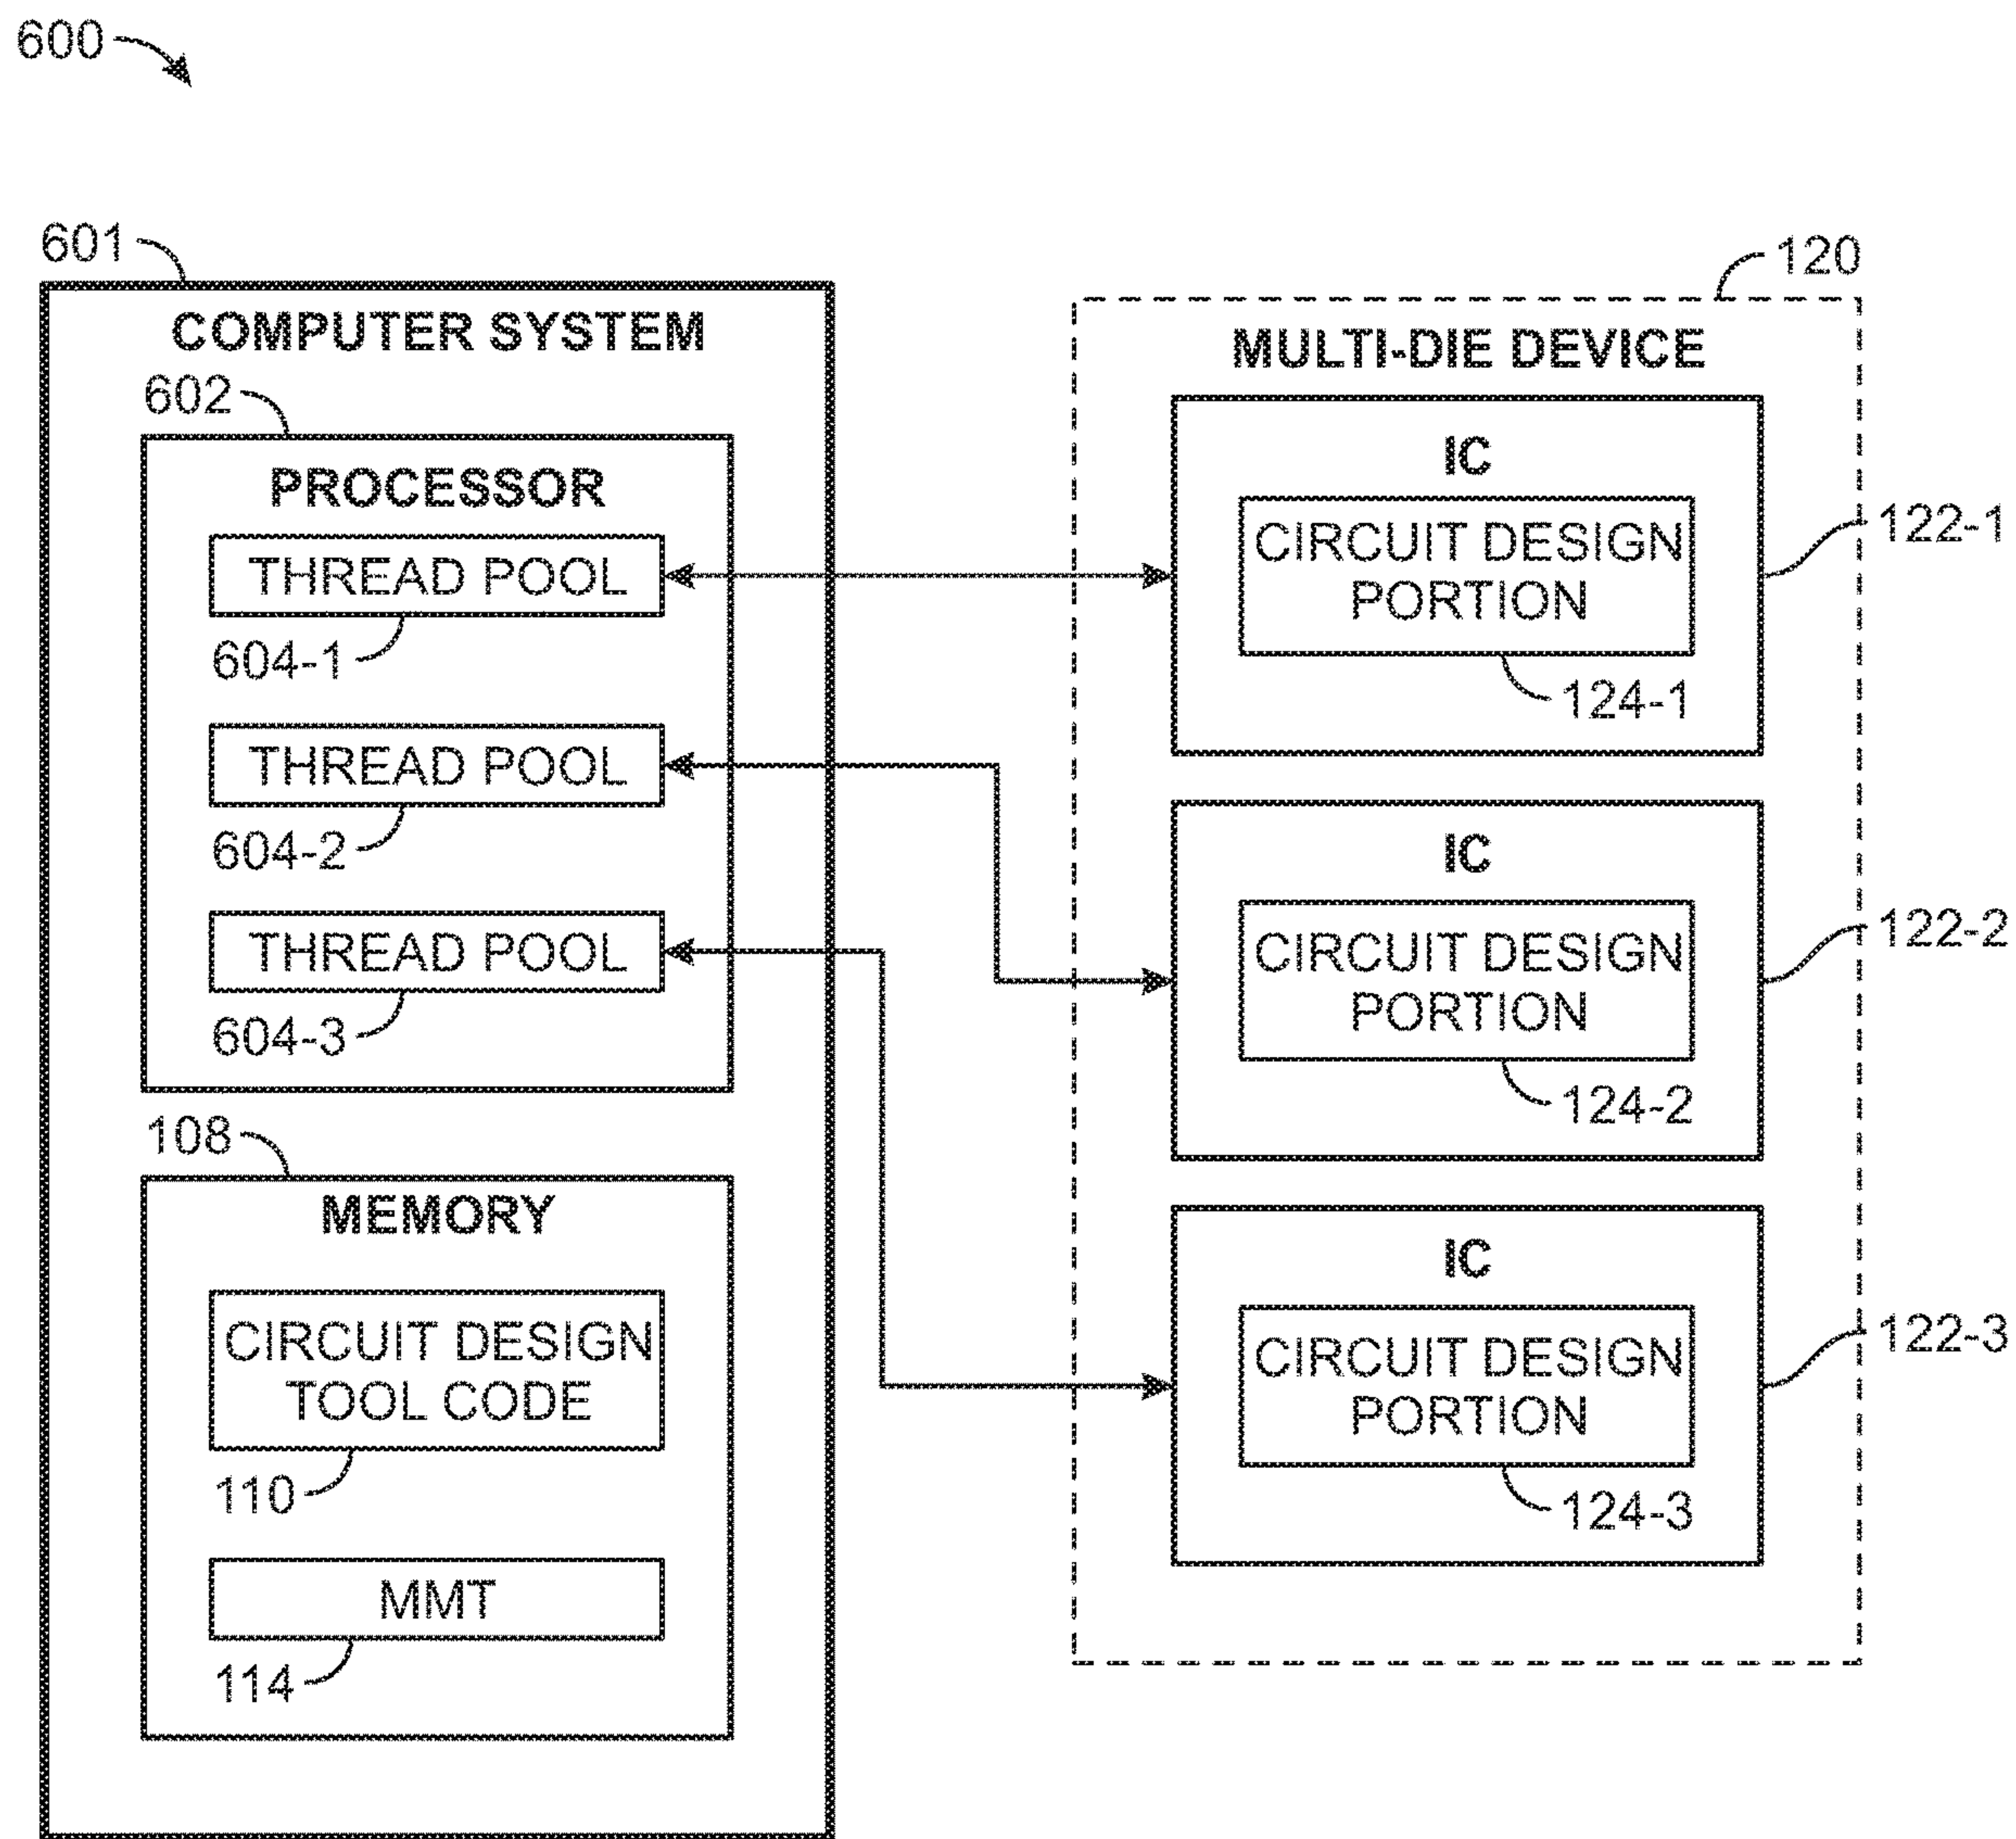 600
601
COMPUTER SYSTEM
602
PROCESSOR
THREAD POOL
604-1
THREAD POOL
604-2
THREAD POOL
604-3
108
MEMORY
CIRCUIT DESIGN
TOOL CODE
110
MMT
114
120
MULTI-DIE DEVICE
IC
CIRCUIT DESIGN
PORTION
122-1
124-1
IC
CIRCUIT DESIGN
PORTION
122-2
124-2
IC
CIRCUIT DESIGN
PORTION
122-3
124-3